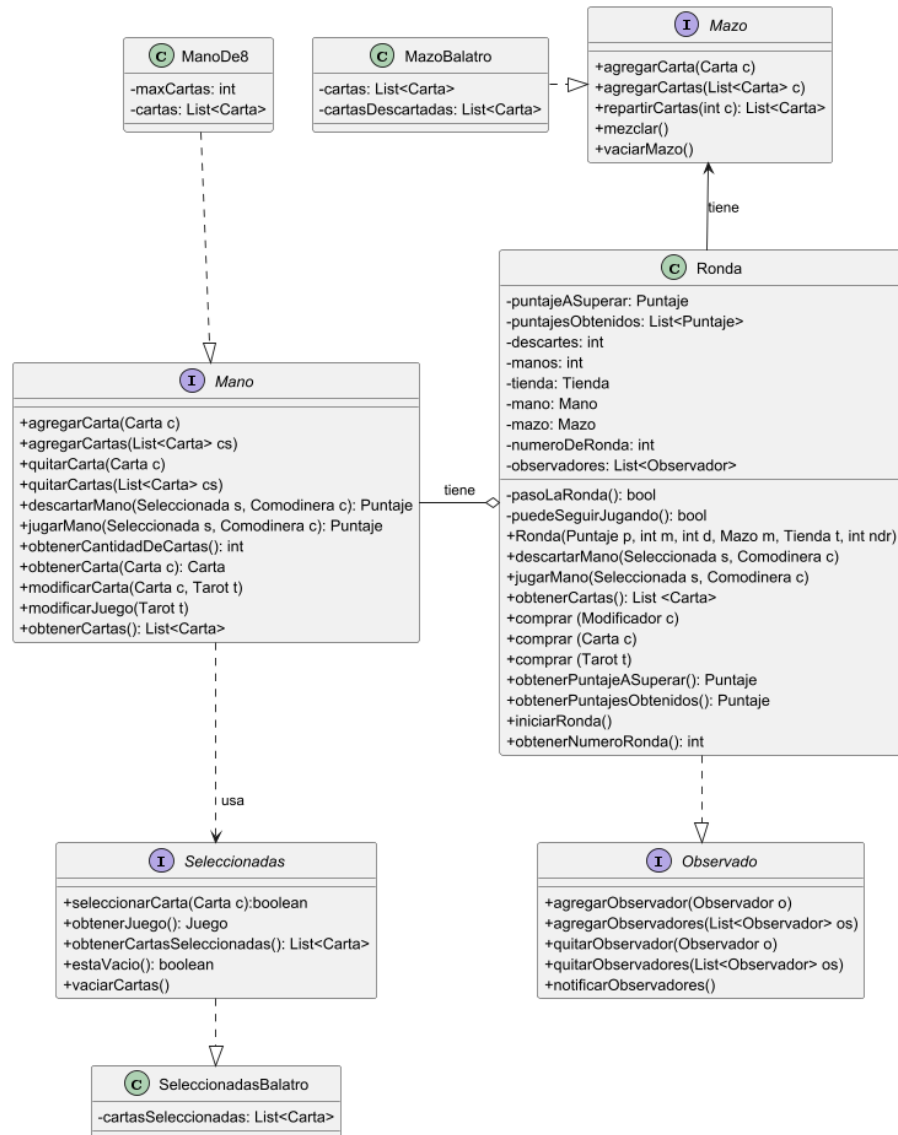 I Mazo
+agregarCarta(Carta c)
+agregarCartas(List<Carta> c)
+repartirCartas(int c): List<Carta>
+mezclar()
+vaciarMazo()
C ManoDe8
-maxCartas: int
-cartas: List<Carta>
C MazoBalatro
-cartas: List<Carta>
-cartasDescartadas: List<Carta>
tiene
C Ronda
-puntajeASuperar: Puntaje
-puntajesObtenidos: List<Puntaje>
-descartes: int
-manos: int
-tienda: Tienda
-mano: Mano
-mazo: Mazo
-numeroDeRonda: int
-observadores: List<Observador>
-pasoLaRonda(): bool
-puedeSeguirJugando(): bool
+Ronda(Puntaje p, int m, int d, Mazo m, Tienda t, int ndr)
+descartarMano(Seleccionada s, Comodinera c)
+jugarMano(Seleccionada s, Comodinera c)
+obtenerCartas(): List <Carta>
+comprar (Modificador c)
+comprar (Carta c)
+comprar (Tarot t)
+obtenerPuntajeASuperar(): Puntaje
+obtenerPuntajesObtenidos(): Puntaje
+iniciarRonda()
+obtenerNumeroRonda(): int
I Mano
+agregarCarta(Carta c)
+agregarCartas(List<Carta> cs)
+quitarCarta(Carta c)
+quitarCartas(List<Carta> cs)
+descartarMano(Seleccionada s, Comodinera c): Puntaje
+jugarMano(Seleccionada s, Comodinera c): Puntaje
+obtenerCantidadDeCartas(): int
+obtenerCarta(Carta c): Carta
+modificarCarta(Carta c, Tarot t)
+modificarJuego(Tarot t)
+obtenerCartas(): List<Carta>
tiene
usa
I Seleccionadas
+seleccionarCarta(Carta c):boolean
+obtenerJuego(): Juego
+obtenerCartasSeleccionadas(): List<Carta>
+estaVacio(): boolean
+vaciarCartas()
I Observado
+agregarObservador(Observador o)
+agregarObservadores(List<Observador> os)
+quitarObservador(Observador o)
+quitarObservadores(List<Observador> os)
+notificarObservadores()
C SeleccionadasBalatro
-cartasSeleccionadas: List<Carta>